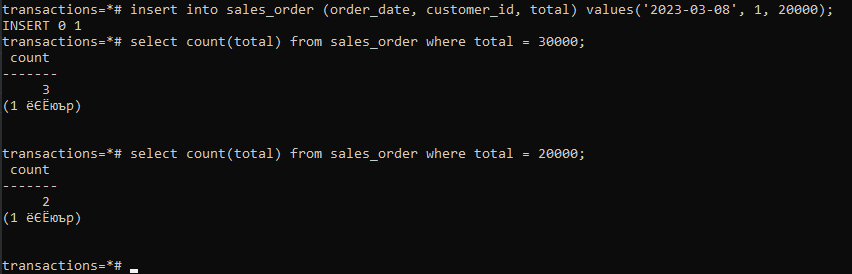 transactions=*# insert into sales_order (order_date, customer_id, total) values('2023-03-08', 1, 20000);
INSERT 0 1
transactions=*# select count(total) from sales_order where total = 30000;
count
-------
3
(1 ёЄЁюър)
transactions=*# select count(total) from sales_order where total = 20000;
count
-------
2
(1 ёЄЁюър)
transactions=*#